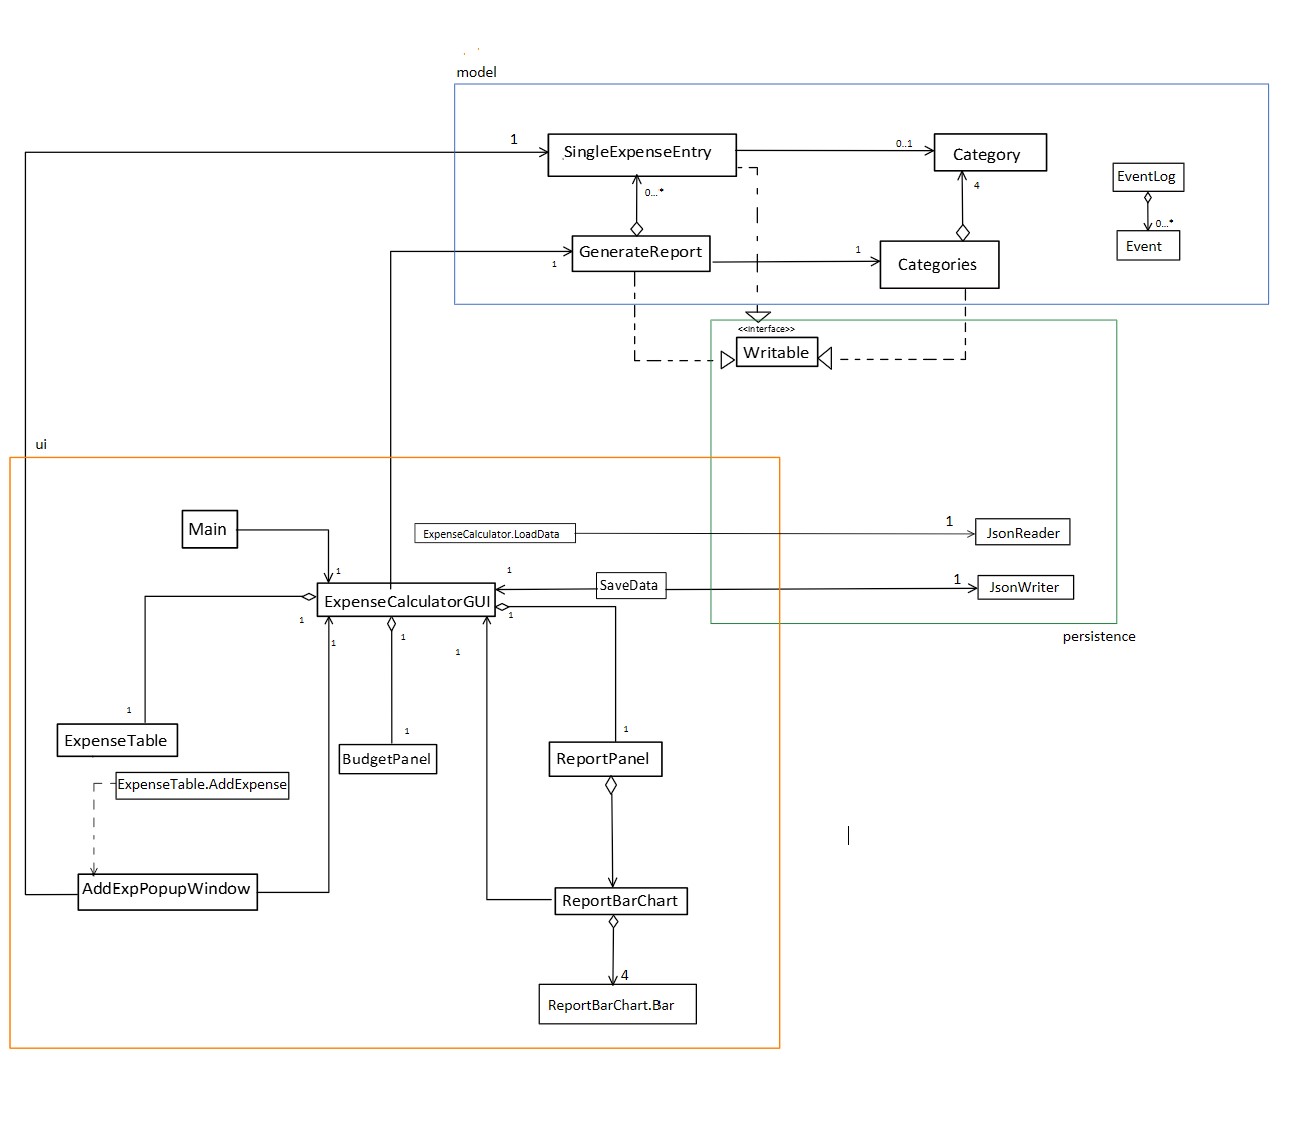 model
1
SingleExpenseEntry
0..1
Category
EventLog
0...*
4
0...*
Event
GenerateReport
1
1
Categories
<<interface>>
Writable
ui
Main
ExpenseCalculator.LoadData
1
JsonReader
1
1
SaveData
1
JsonWriter
ExpenseCalculatorGUI
1
1
1
1
1
persistence
1
1
ExpenseTable
1
BudgetPanel
1
ReportPanel
ExpenseTable.AddExpense
AddExpPopupWindow
ReportBarChart
4
ReportBarChart.Bar